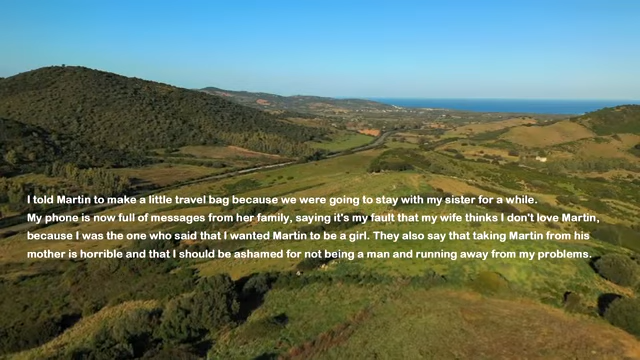 I told Martin to make a little travel bag because we were going to stay with my sister for a while.
My phone is now full of messages from her family, saying it's my fault that my wife thinks I don't love Martin,
because I was the one who said that I wanted Martin to be a girl. They also say that taking Martin from his
mother is horrible and that I should be ashamed for not being a man and running away from my problems.